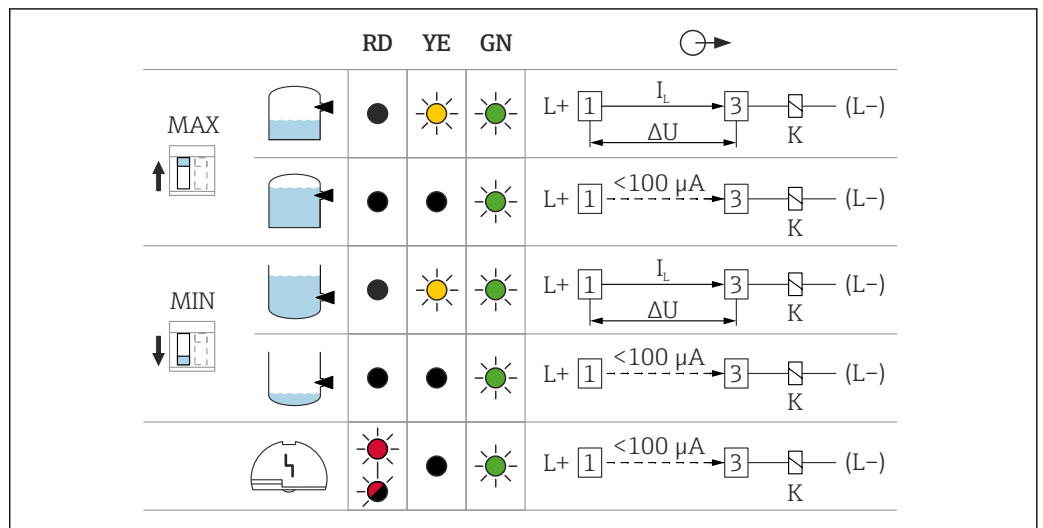 RD YE GN
MAX
L+ 1 I_L 3 (L−)
ΔU K
L+ 1 <100 µA 3 (L−)
K
MIN
L+ 1 I_L 3 (L−)
ΔU K
L+ 1 <100 µA 3 (L−)
K
L+ 1 <100 µA 3 (L−)
K